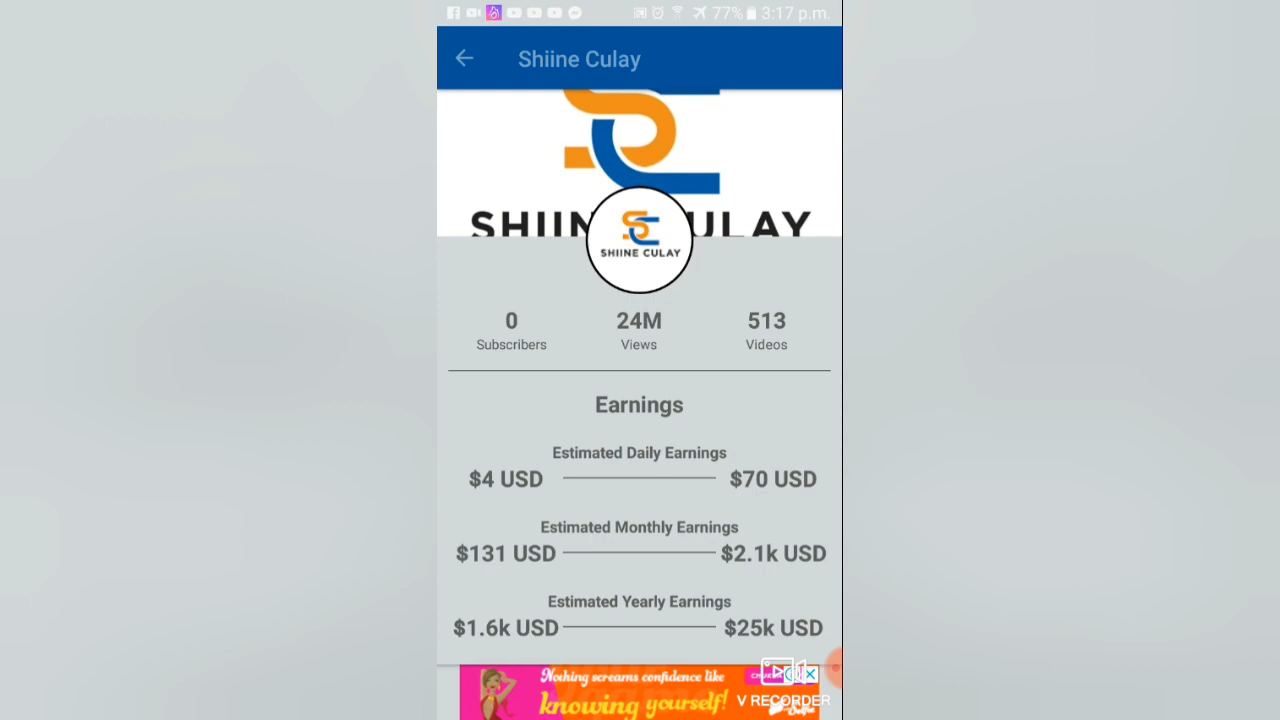 77% 3:17 p.m.
Shiine Culay
SC
SHIINE CULAY
SHIINE CULAY
0 24M 513
Subscribers Views Videos
Earnings
Estimated Daily Earnings
$4 USD $70 USD
Estimated Monthly Earnings
$131 USD $2.1k USD
Estimated Yearly Earnings
$1.6k USD $25k USD
Nothing screams confidence like
knowing yourself!
V RECORDER